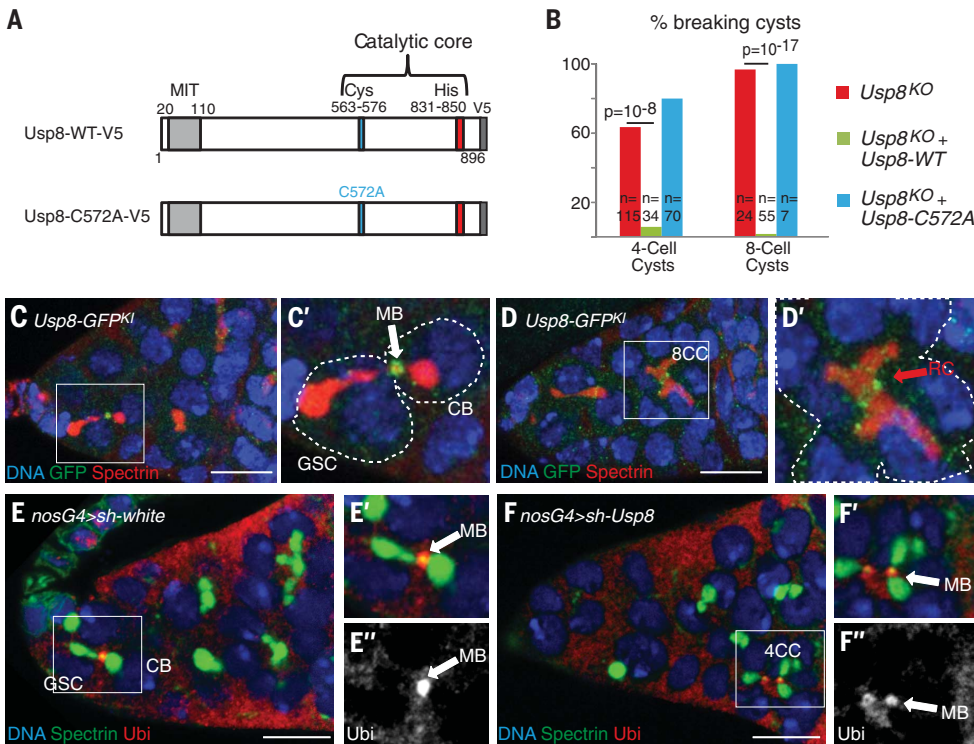 A
Catalytic core
MIT
Cys
His
20 110
563-576
831-850
V5
Usp8-WT-V5
1
896
C572A
Usp8-C572A-V5
B
% breaking cysts
100
60
20
p=10-8
p=10-17
n=
115
n=
34
n=
70
n=
24
n=
55
n=
7
4-Cell
Cysts
8-Cell
Cysts
Usp8KO
Usp8KO +
Usp8-WT
Usp8KO +
Usp8-C572A
C Usp8-GFPKI
DNA GFP Spectrin
C'
MB
CB
GSC
D Usp8-GFPKI
8CC
DNA GFP Spectrin
D'
RC
E nosG4>sh-white
CB
GSC
DNA Spectrin Ubi
E'
MB
E"
MB
Ubi
F nosG4>sh-Usp8
4CC
DNA Spectrin Ubi
F'
MB
F"
MB
Ubi